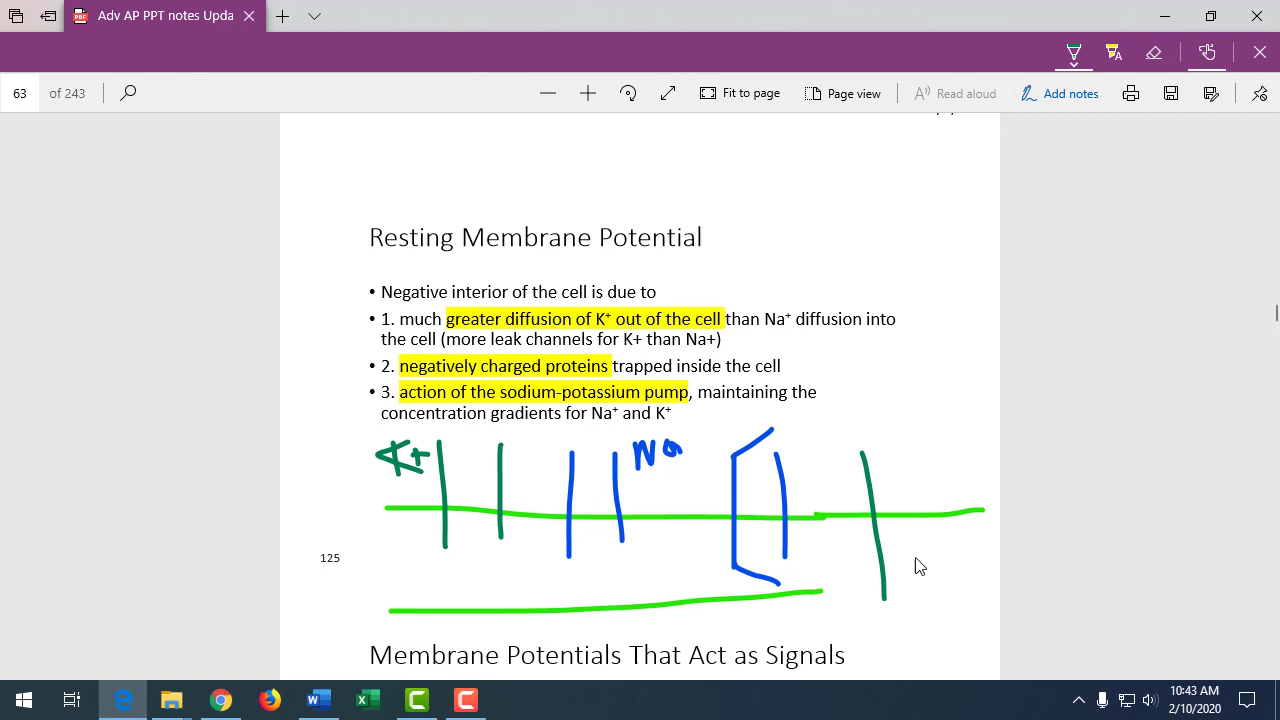 Adv AP PPT notes Upda
63 of 243
Fit to page
Page view
Read aloud
Add notes
Resting Membrane Potential
• Negative interior of the cell is due to
• 1. much greater diffusion of K⁺ out of the cell than Na⁺ diffusion into
the cell (more leak channels for K+ than Na+)
• 2. negatively charged proteins trapped inside the cell
• 3. action of the sodium-potassium pump, maintaining the
concentration gradients for Na⁺ and K⁺
K+
Na
125
Membrane Potentials That Act as Signals
10:43 AM
2/10/2020